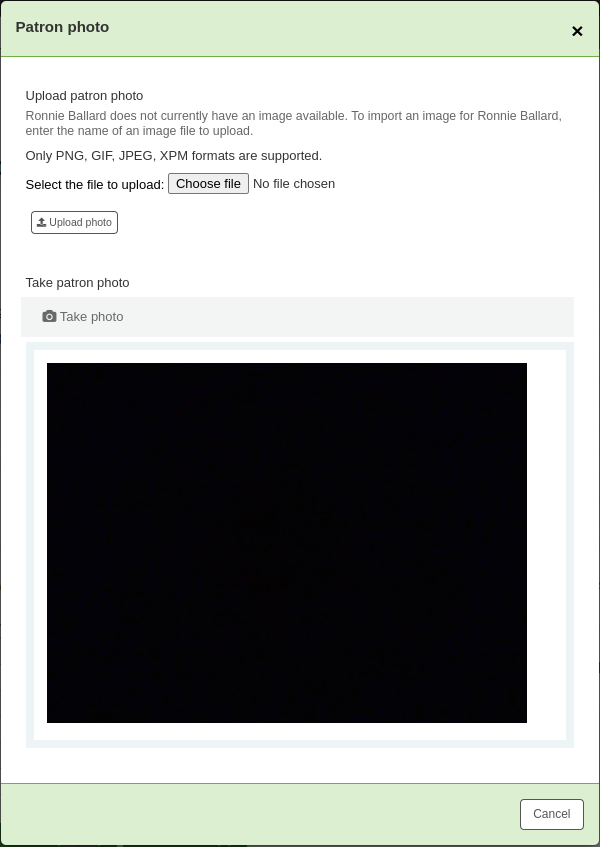 Patron photo
Upload patron photo
Ronnie Ballard does not currently have an image available. To import an image for Ronnie Ballard,
enter the name of an image file to upload.
Only PNG, GIF, JPEG, XPM formats are supported.
Select the file to upload: Choose file No file chosen
Upload photo
Take patron photo
Take photo
Cancel